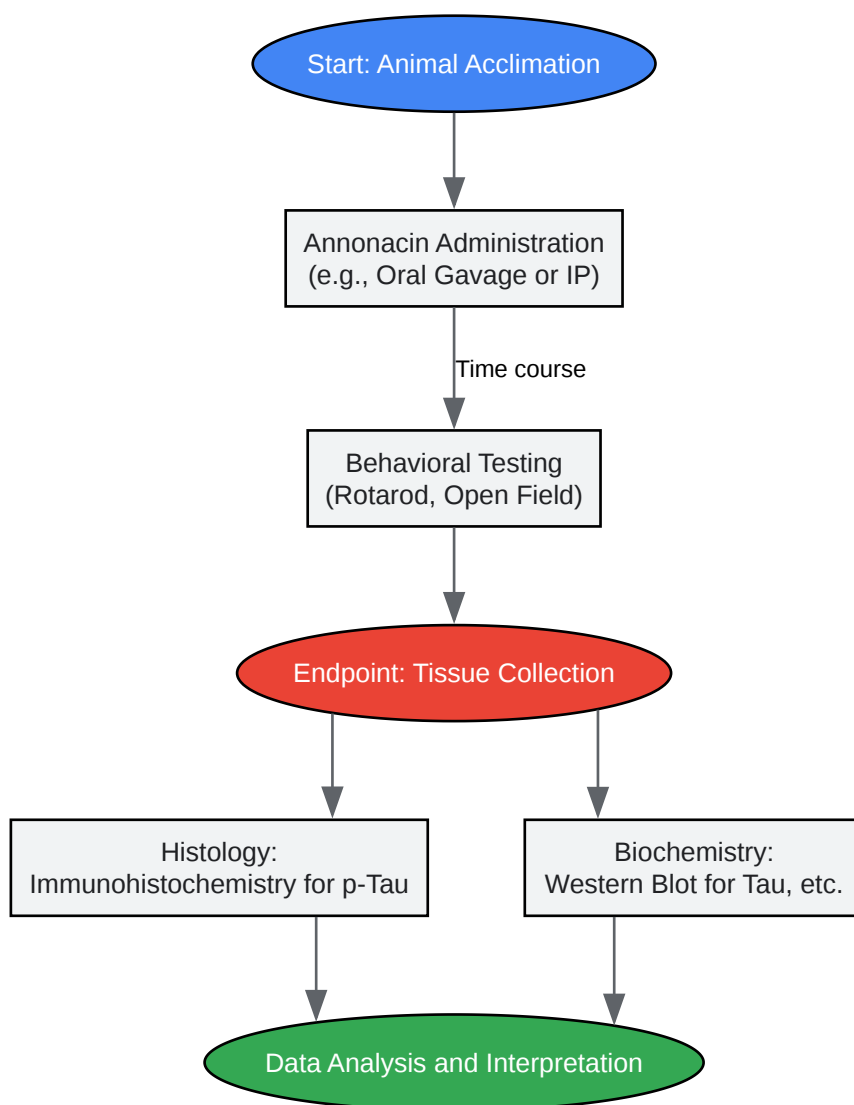 Start: Animal Acclimation
Annonacin Administration
(e.g., Oral Gavage or IP)
Time course
Behavioral Testing
(Rotarod, Open Field)
Endpoint: Tissue Collection
Histology:
Immunohistochemistry for p-Tau
Biochemistry:
Western Blot for Tau, etc.
Data Analysis and Interpretation